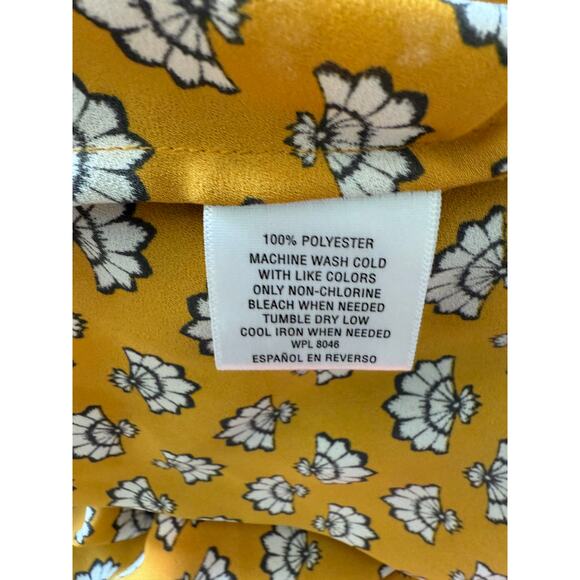 100% POLYESTER
MACHINE WASH COLD
WITH LIKE COLORS
ONLY NON-CHLORINE
BLEACH WHEN NEEDED
TUMBLE DRY LOW
COOL IRON WHEN NEEDED
WPL 8046
ESPAÑOL EN REVERSO